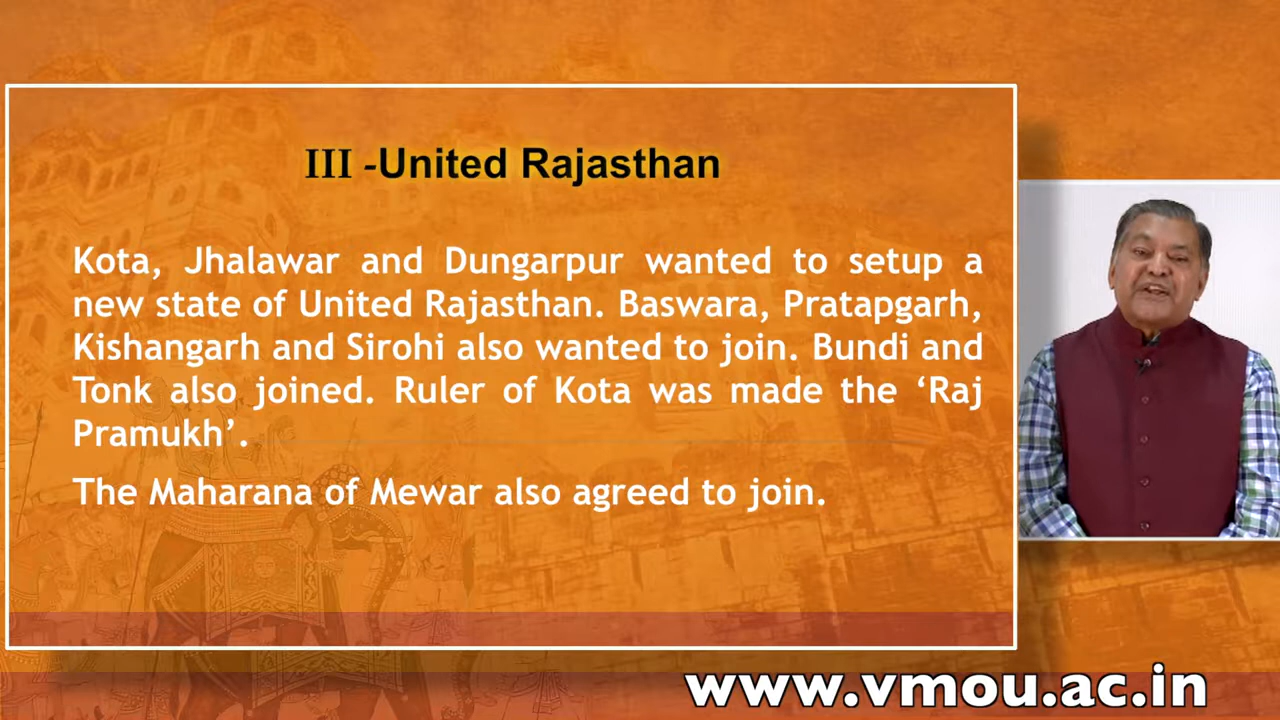 III -United Rajasthan
Kota, Jhalawar and Dungarpur wanted to setup a
new state of United Rajasthan. Baswara, Pratapgarh,
Kishangarh and Sirohi also wanted to join. Bundi and
Tonk also joined. Ruler of Kota was made the ‘Raj
Pramukh’.
The Maharana of Mewar also agreed to join.
www.vmou.ac.in